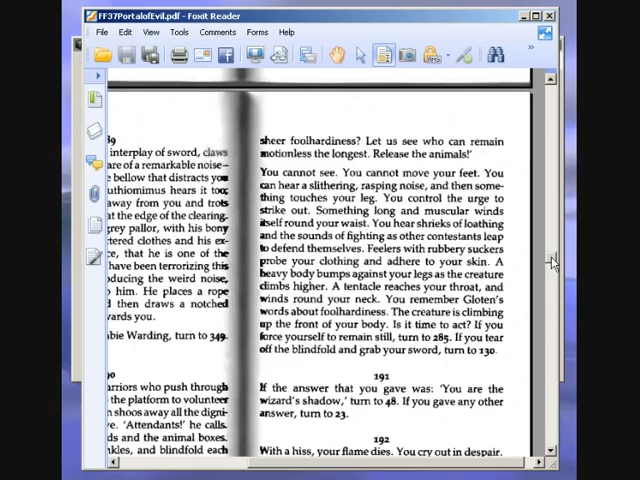 FF37PortalofEvil.pdf - Foxit Reader
File Edit View Tools Comments Forms Help
89
interplay of sword, claws
are of a remarkable noise–
bellow that distracts you
uthiomimus hears it too,
away from you and trots
at the edge of the clearing.
grey pallor, with his bony
tered clothes and his ex-
ce, that he is one of the
have been terrorizing this
oducing the weird noise,
him. He places a rope
d then draws a notched
wards you.
bie Warding, turn to 349.
90
arriors who push through
the platform to volunteer
n shoos away all the digni-
e. 'Attendants!' he calls.
ds and the animal boxes.
nkles, and blindfold each
sheer foolhardiness? Let us see who can remain
motionless the longest. Release the animals!'
You cannot see. You cannot move your feet. You
can hear a slithering, rasping noise, and then some-
thing touches your leg. You control the urge to
strike out. Something long and muscular winds
itself round your waist. You hear shrieks of loathing
and the sounds of fighting as other contestants leap
to defend themselves. Feelers with rubbery suckers
probe your clothing and adhere to your skin. A
heavy body bumps against your legs as the creature
climbs higher. A tentacle reaches your throat, and
winds round your neck. You remember Gloten's
words about foolhardiness. The creature is climbing
up the front of your body. Is it time to act? If you
force yourself to remain still, turn to 285. If you tear
off the blindfold and grab your sword, turn to 130.
191
If the answer that you gave was: 'You are the
wizard's shadow,' turn to 48. If you gave any other
answer, turn to 23.
192
With a hiss, your flame dies. You cry out in despair.